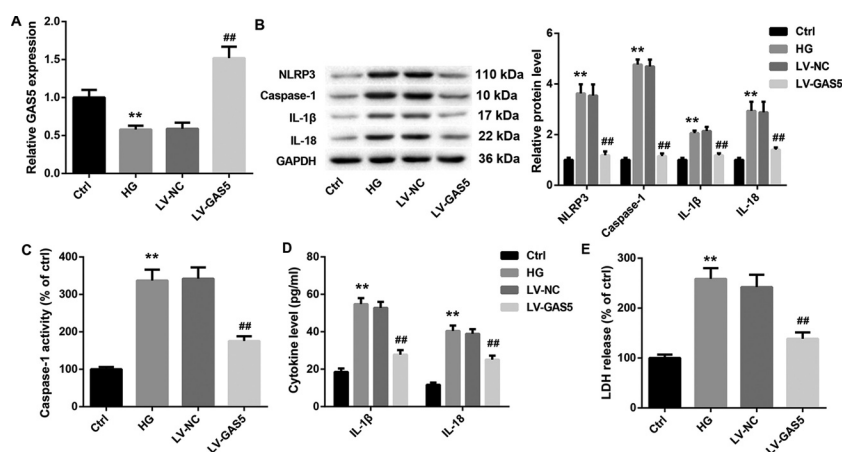 A
Relative GAS5 expression
2.0
1.5
1.0
0.5
0.0
**
##
Ctrl
HG
LV-NC
LV-GAS5
B
NLRP3
110 kDa
Caspase-1
10 kDa
IL-1β
17 kDa
IL-18
22 kDa
GAPDH
36 kDa
Ctrl
HG
LV-NC
LV-GAS5
Relative protein level
6
4
2
0
**
##
**
##
**
##
**
##
NLRP3
Caspase-1
IL-1β
IL-18
Ctrl
HG
LV-NC
LV-GAS5
C
Caspase-1 activity (% of ctrl)
400
300
200
100
0
**
##
Ctrl
HG
LV-NC
LV-GAS5
D
Cytokine level (pg/ml)
80
60
40
20
0
**
##
**
##
IL-1β
IL-18
Ctrl
HG
LV-NC
LV-GAS5
E
LDH release (% of ctrl)
300
200
100
0
**
##
Ctrl
HG
LV-NC
LV-GAS5